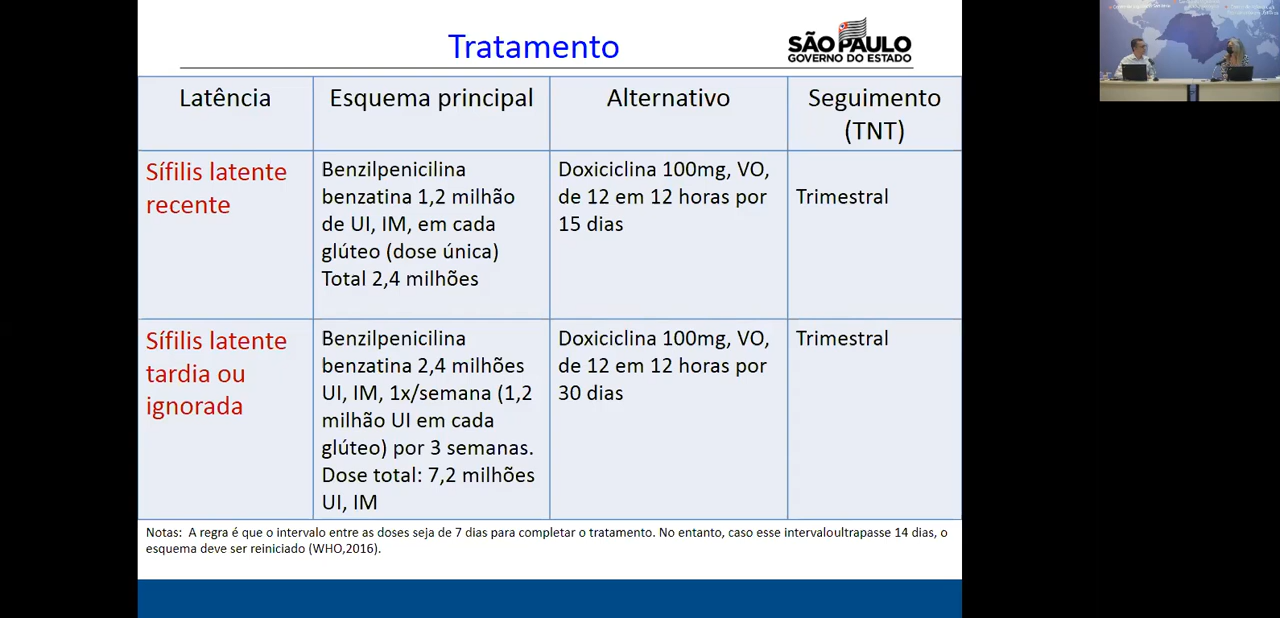 Tratamento
SÃO PAULO
GOVERNO DO ESTADO
Latência
Esquema principal
Alternativo
Seguimento
(TNT)
Sífilis latente
recente
Benzilpenicilina
benzatina 1,2 milhão
de UI, IM, em cada
glúteo (dose única)
Total 2,4 milhões
Doxiciclina 100mg, VO,
de 12 em 12 horas por
15 dias
Trimestral
Sífilis latente
tardia ou
ignorada
Benzilpenicilina
benzatina 2,4 milhões
UI, IM, 1x/semana (1,2
milhão UI em cada
glúteo) por 3 semanas.
Dose total: 7,2 milhões
UI, IM
Doxiciclina 100mg, VO,
de 12 em 12 horas por
30 dias
Trimestral
Notas: A regra é que o intervalo entre as doses seja de 7 dias para completar o tratamento. No entanto, caso esse intervaloultrapasse 14 dias, o
esquema deve ser reiniciado (WHO,2016).